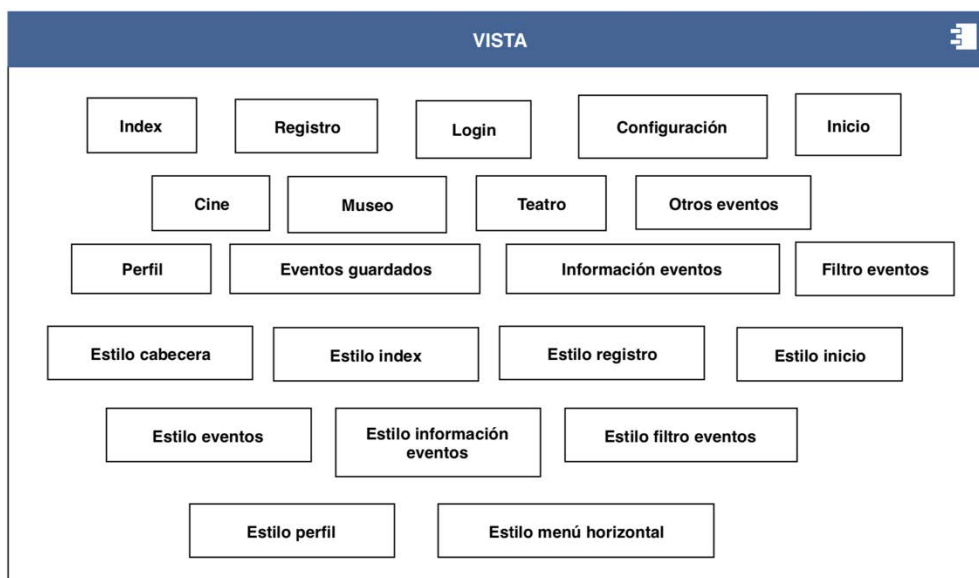 VISTA
Index
Registro
Login
Configuración
Inicio
Cine
Museo
Teatro
Otros eventos
Perfil
Eventos guardados
Información eventos
Filtro eventos
Estilo cabecera
Estilo index
Estilo registro
Estilo inicio
Estilo eventos
Estilo información
eventos
Estilo filtro eventos
Estilo perfil
Estilo menú horizontal